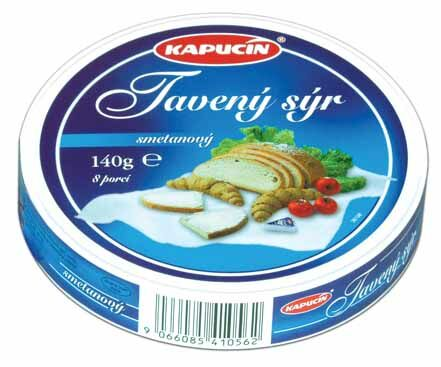 KAPUCÍN®
Tavený sýr
smetanový
140g ℮
8 porcí
smetanový
9 066085 410562
KAPUCÍN
Tavený sýr